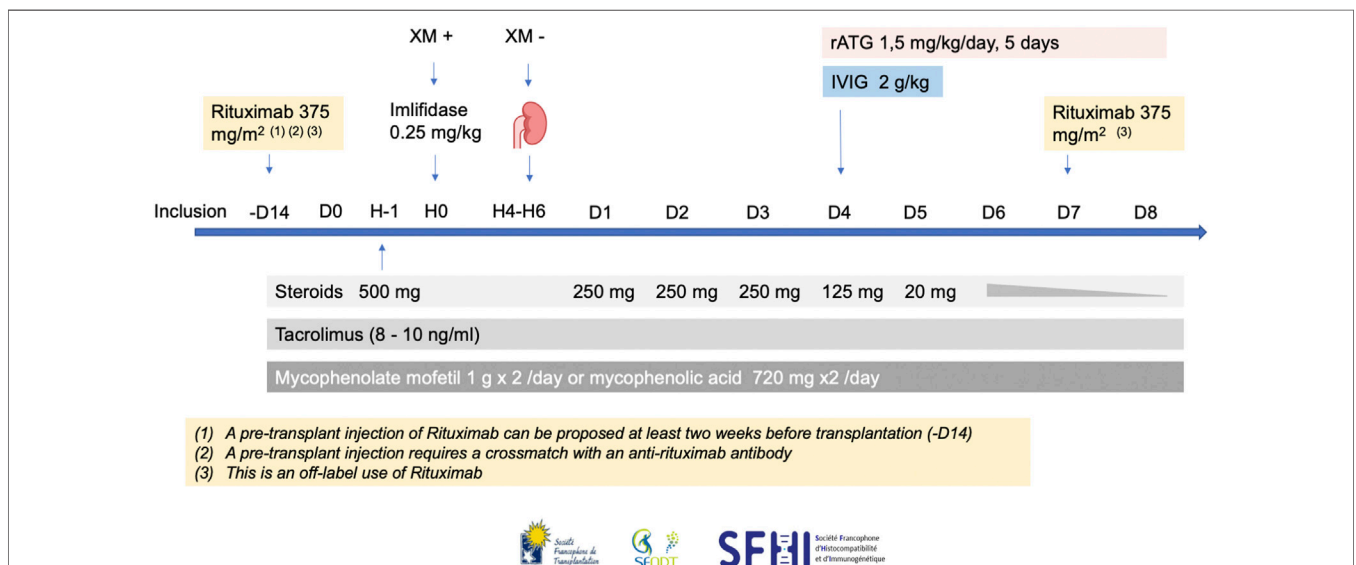 XM +
XM -
rATG 1,5 mg/kg/day, 5 days
IVIG 2 g/kg
Rituximab 375
mg/m² (1) (2) (3)
Imlifidase
0.25 mg/kg
Rituximab 375
mg/m² (3)
Inclusion -D14 D0 H-1 H0 H4-H6 D1 D2 D3 D4 D5 D6 D7 D8
Steroids 500 mg 250 mg 250 mg 250 mg 125 mg 20 mg
Tacrolimus (8 - 10 ng/ml)
Mycophenolate mofetil 1 g x 2 /day or mycophenolic acid 720 mg x2 /day
(1) A pre-transplant injection of Rituximab can be proposed at least two weeks before transplantation (-D14)
(2) A pre-transplant injection requires a crossmatch with an anti-rituximab antibody
(3) This is an off-label use of Rituximab
Société
Francophone de
Transplantation
SFODT
SFHI
Société Francophone
d'Histocompatibilité
et d'Immunogénétique